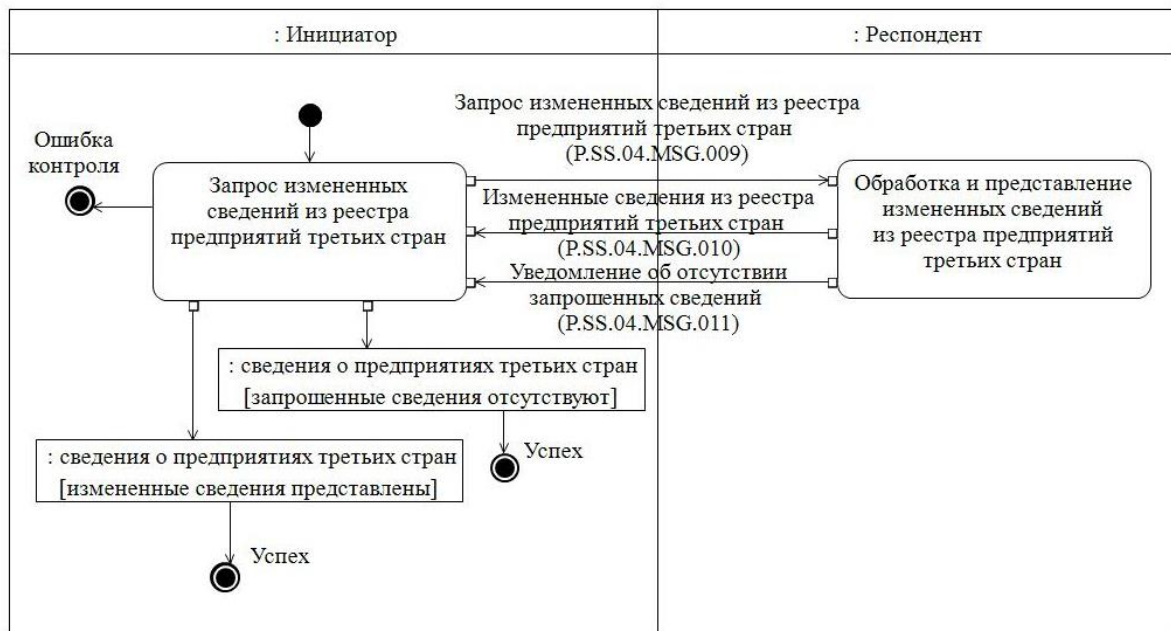 : Инициатор
: Респондент
Ошибка
контроля
Запрос измененных
сведений из реестра
предприятий третьих стран
Запрос измененных сведений из реестра
предприятий третьих стран
(P.SS.04.MSG.009)
Измененные сведения из реестра
предприятий третьих стран
(P.SS.04.MSG.010)
Уведомление об отсутствии
запрошенных сведений
(P.SS.04.MSG.011)
Обработка и представление
измененных сведений
из реестра предприятий
третьих стран
: сведения о предприятиях третьих стран
[запрошенные сведения отсутствуют]
Успех
: сведения о предприятиях третьих стран
[измененные сведения представлены]
Успех